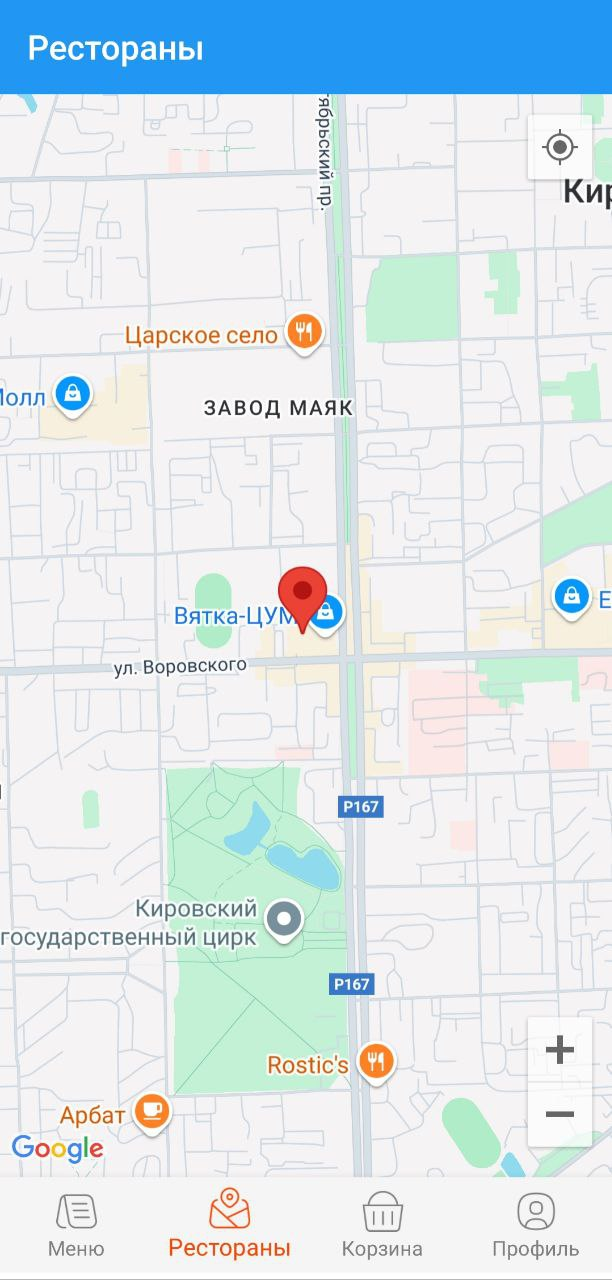 Рестораны
тябрьский пр.
Кир
Царское село
Молл
ЗАВОД МАЯК
Вятка-ЦУМ
Е
ул. Воровского
Р167
Кировский
государственный цирк
Р167
Rostic's
+
−
Арбат
Google
Меню
Рестораны
Корзина
Профиль